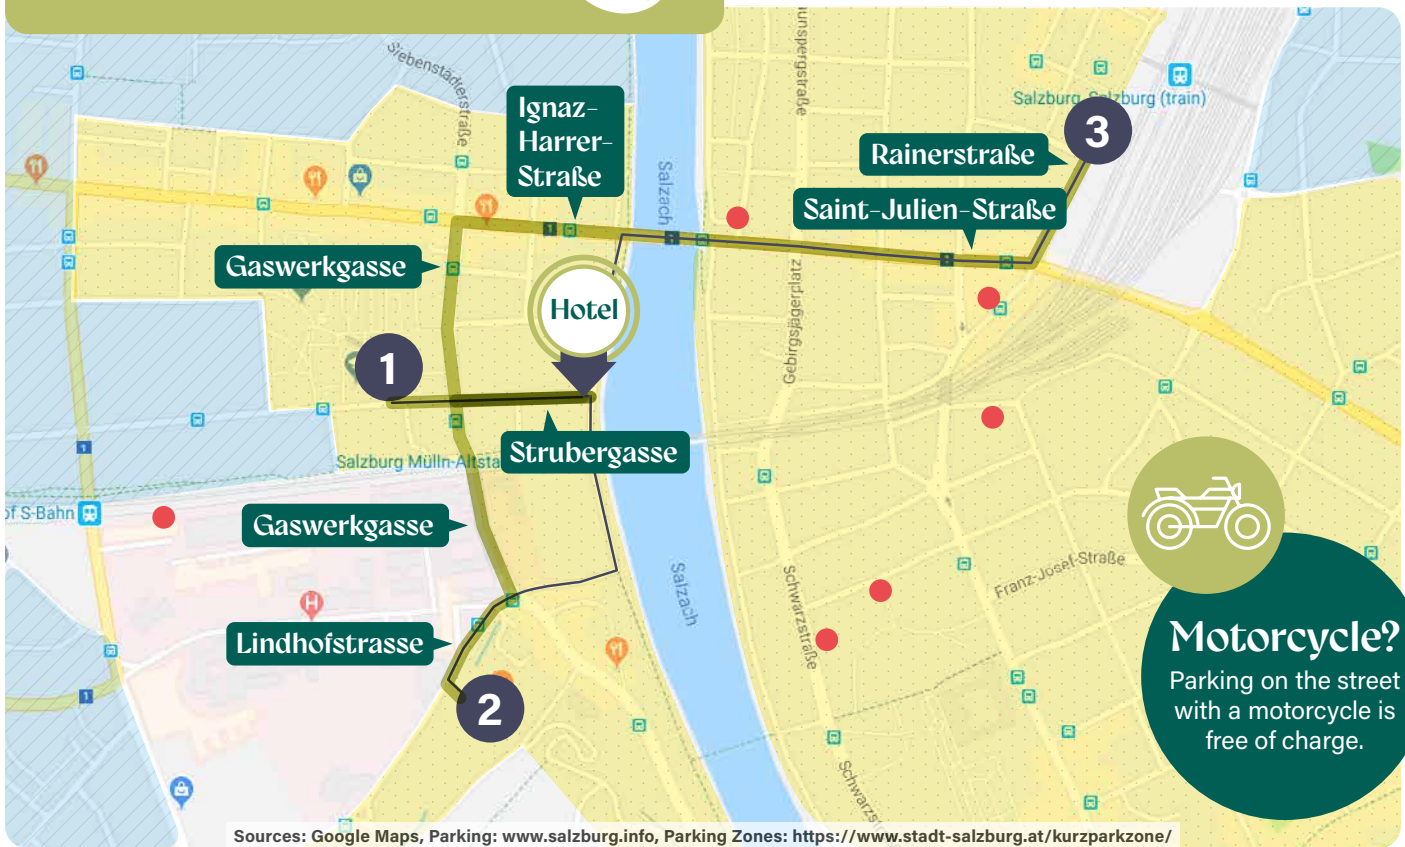 Siebenstädterstraße
Ignaz-
Harrer-
Straße
Salzach
Salzburg Salzburg (train)
3
Rainerstraße
Saint-Julien-Straße
1
Gaswerkgasse
Hotel
Gebirgsjägerplatz
1
1
Strubergasse
Salzburg Mülln-Altsta
of S-Bahn
Gaswerkgasse
Salzach
Schwarzstraße
Franz-Josef-Straße
H
Lindhofstrasse
1
2
Motorcycle?
Parking on the street
with a motorcycle is
free of charge.
Sources: Google Maps, Parking: www.salzburg.info, Parking Zones: https://www.stadt-salzburg.at/kurzparkzone/